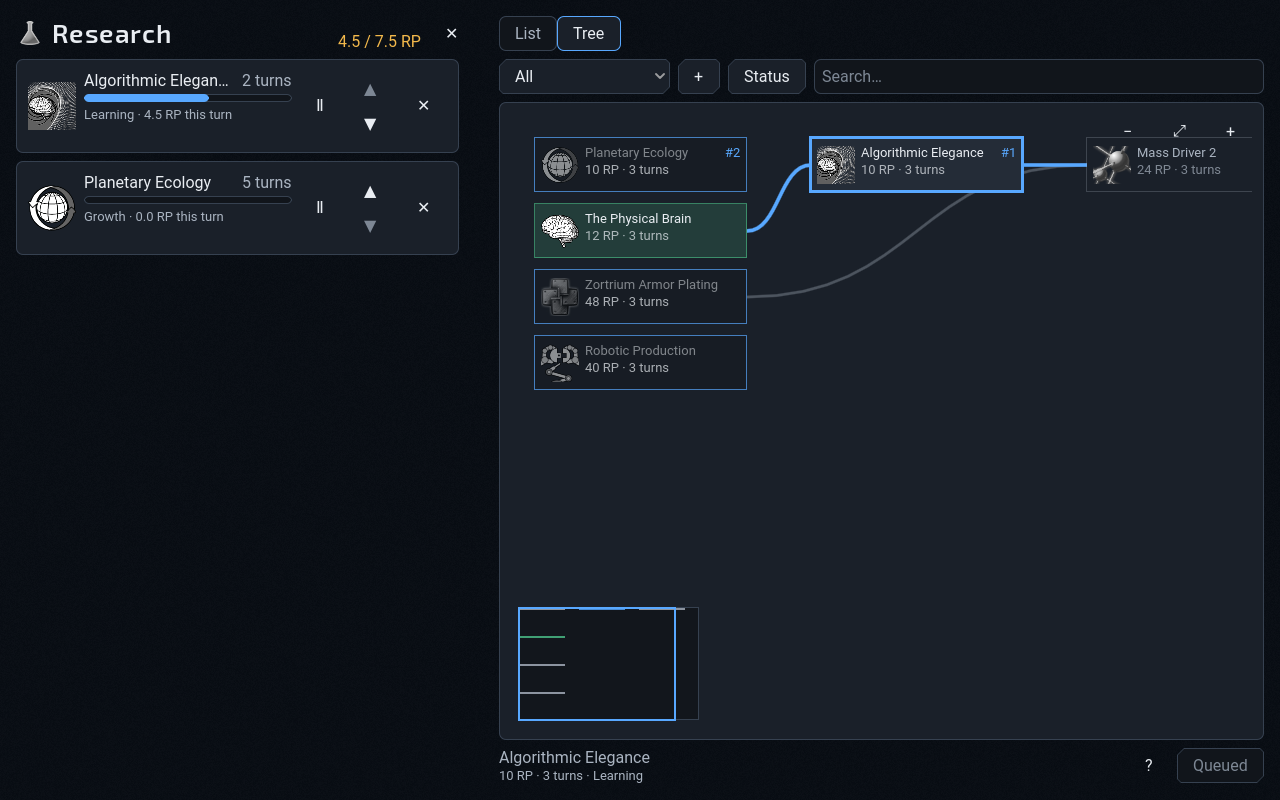 Research
4.5 / 7.5 RP
×
Algorithmic Elegan… 2 turns
Learning · 4.5 RP this turn
×
Planetary Ecology 5 turns
Growth · 0.0 RP this turn
×
List
Tree
All
+
Status
Search…
− ⤢ +
Planetary Ecology #2
10 RP · 3 turns
The Physical Brain
12 RP · 3 turns
Zortrium Armor Plating
48 RP · 3 turns
Robotic Production
40 RP · 3 turns
Algorithmic Elegance #1
10 RP · 3 turns
Mass Driver 2
24 RP · 3 turns
Algorithmic Elegance
10 RP · 3 turns · Learning
?
Queued